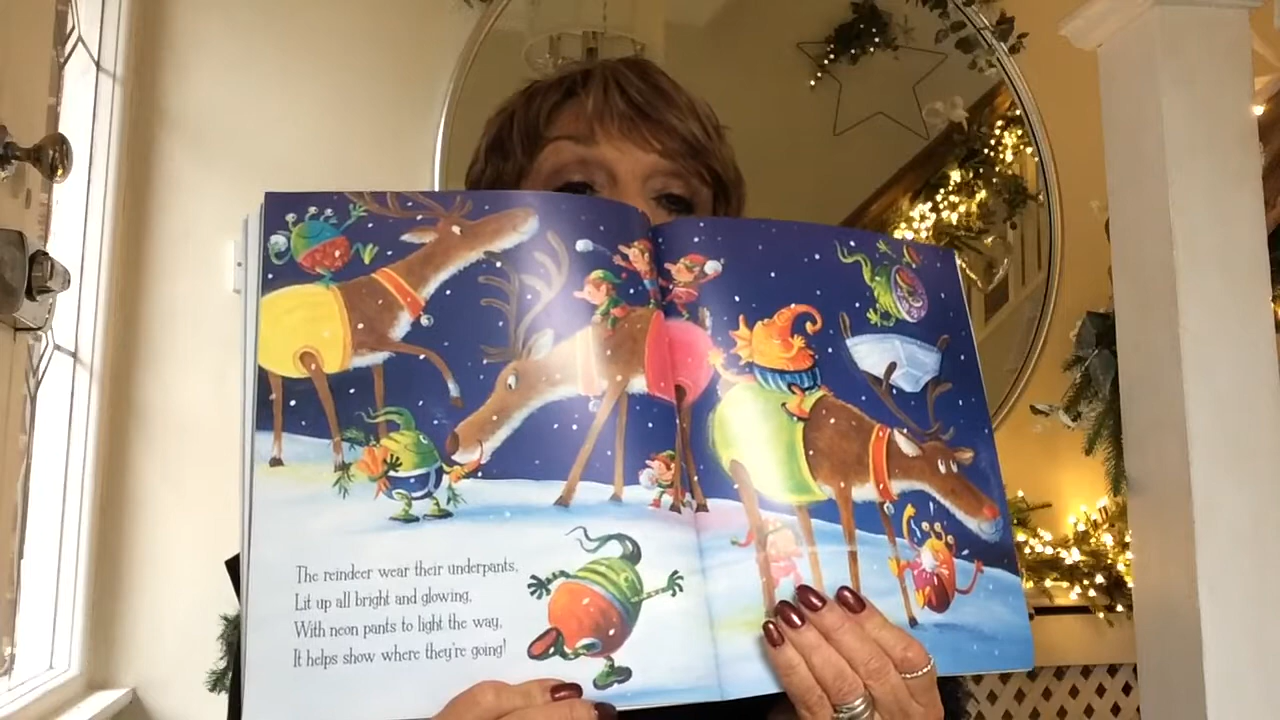 The reindeer wear their underpants,
Lit up all bright and glowing,
With neon pants to light the way,
It helps show where they're going!